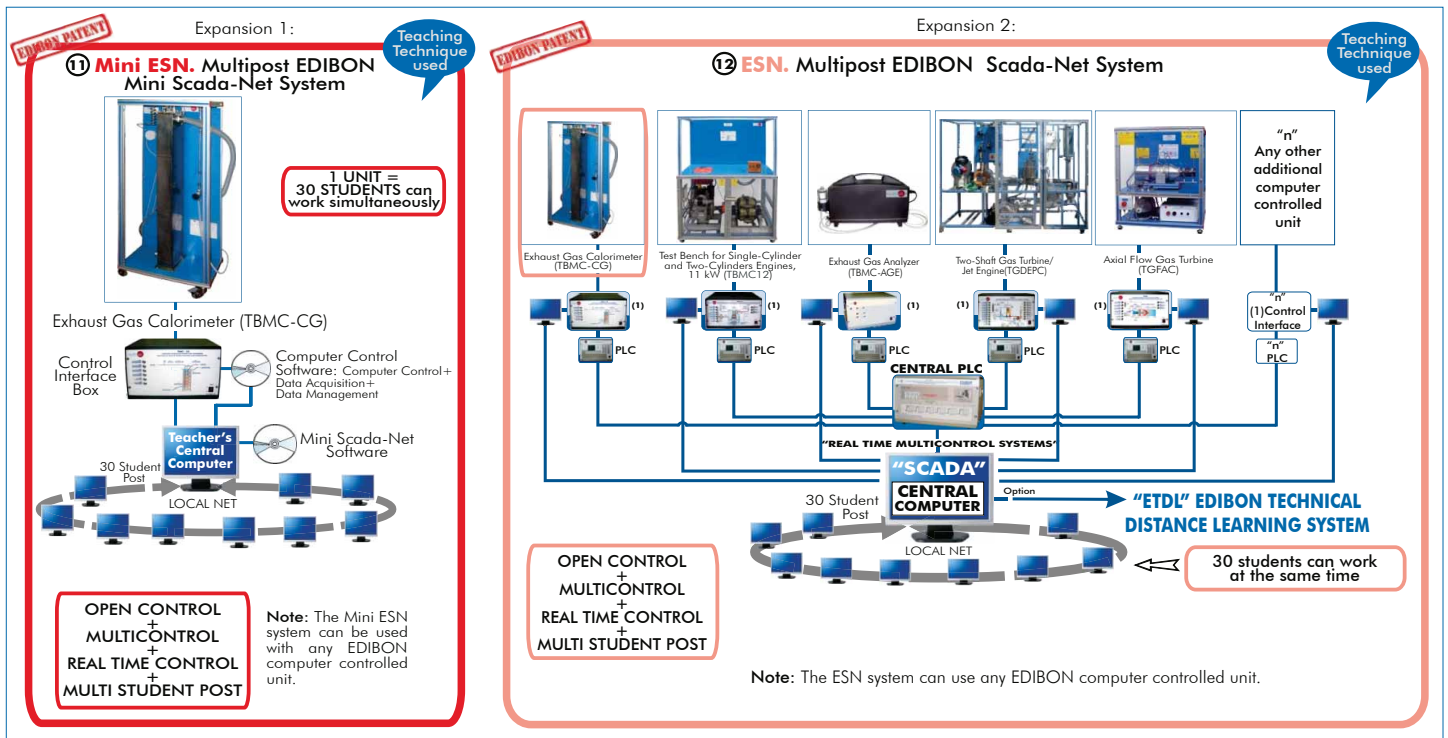 Expansion 1:
EDIBON PATENT
Teaching
Technique
used
11 Mini ESN. Multipost EDIBON
Mini Scada-Net System
1 UNIT =
30 STUDENTS can
work simultaneously
Exhaust Gas Calorimeter (TBMC-CG)
Control
Interface
Box
Computer Control
Software: Computer Control+
Data Acquisition+
Data Management
Teacher's
Central
Computer
Mini Scada-Net
Software
30 Student
Post
LOCAL NET
OPEN CONTROL
+
MULTICONTROL
+
REAL TIME CONTROL
+
MULTI STUDENT POST
Note: The Mini ESN
system can be used
with any EDIBON
computer controlled
unit.
Expansion 2:
EDIBON PATENT
Teaching
Technique
used
12 ESN. Multipost EDIBON Scada-Net System
Exhaust Gas Calorimeter
(TBMC-CG)
Test Bench for Single-Cylinder
and Two-Cylinders Engines,
11 kW (TBMC12)
Exhaust Gas Analyzer
(TBMC-AGE)
Two-Shaft Gas Turbine/
Jet Engine(TGDEPC)
Axial Flow Gas Turbine
(TGFAC)
"n"
Any other
additional
computer
controlled
unit
(1)
(1)
(1)
(1)
(1)
"n"
(1)Control
Interface
PLC
PLC
PLC
PLC
PLC
"n"
PLC
CENTRAL PLC
"REAL TIME MULTICONTROL SYSTEMS"
"SCADA"
CENTRAL
COMPUTER
Option
"ETDL" EDIBON TECHNICAL
DISTANCE LEARNING SYSTEM
30 Student
Post
LOCAL NET
30 students can work
at the same time
OPEN CONTROL
+
MULTICONTROL
+
REAL TIME CONTROL
+
MULTI STUDENT POST
Note: The ESN system can use any EDIBON computer controlled unit.